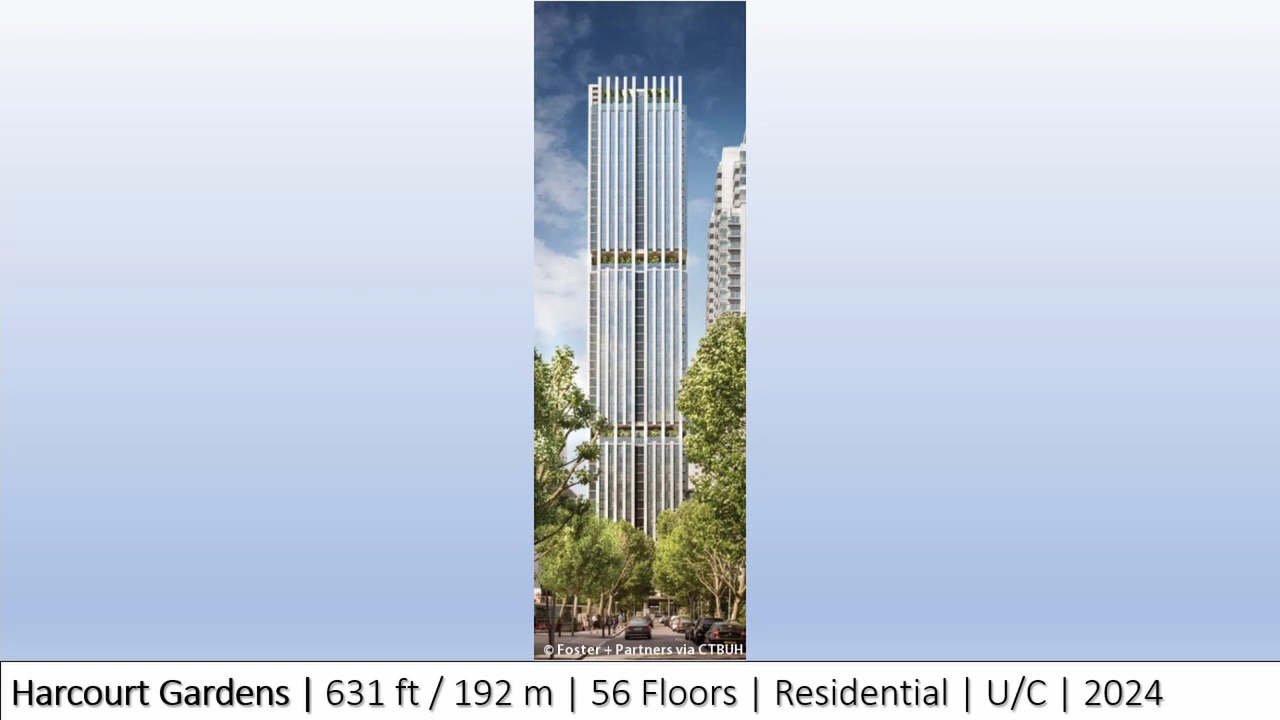 © Foster + Partners via CTBUH
Harcourt Gardens | 631 ft / 192 m | 56 Floors | Residential | U/C | 2024